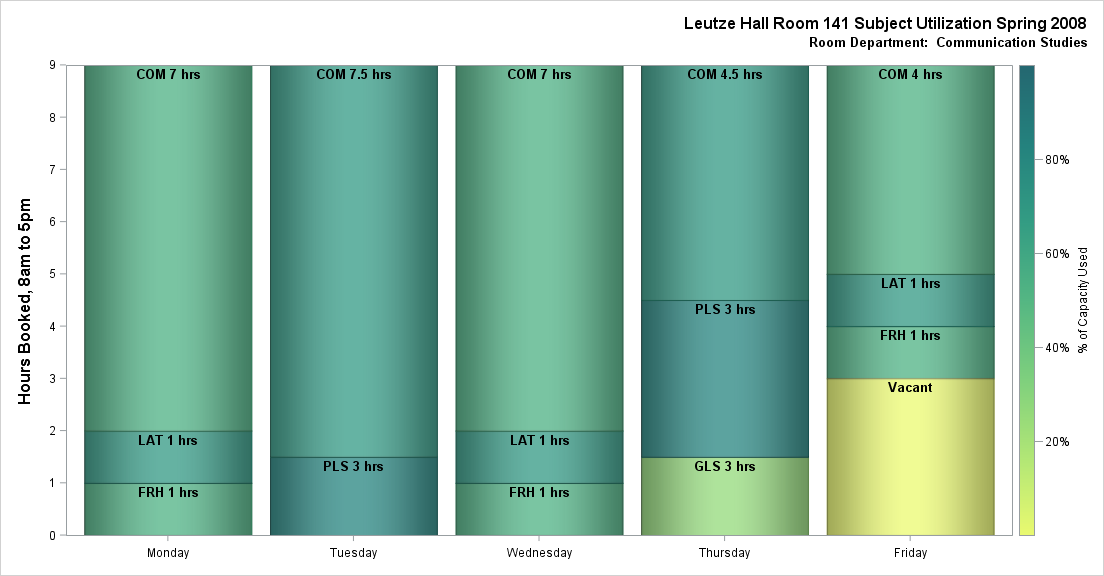 Leutze Hall Room 141 Subject Utilization Spring 2008
Room Department:  Communication Studies
Hours Booked, 8am to 5pm
9
8
7
6
5
4
3
2
1
0
COM 7 hrs
LAT 1 hrs
FRH 1 hrs
COM 7.5 hrs
PLS 3 hrs
COM 7 hrs
LAT 1 hrs
FRH 1 hrs
COM 4.5 hrs
PLS 3 hrs
GLS 3 hrs
COM 4 hrs
LAT 1 hrs
FRH 1 hrs
Vacant
Monday
Tuesday
Wednesday
Thursday
Friday
80%
60%
40%
20%
% of Capacity Used